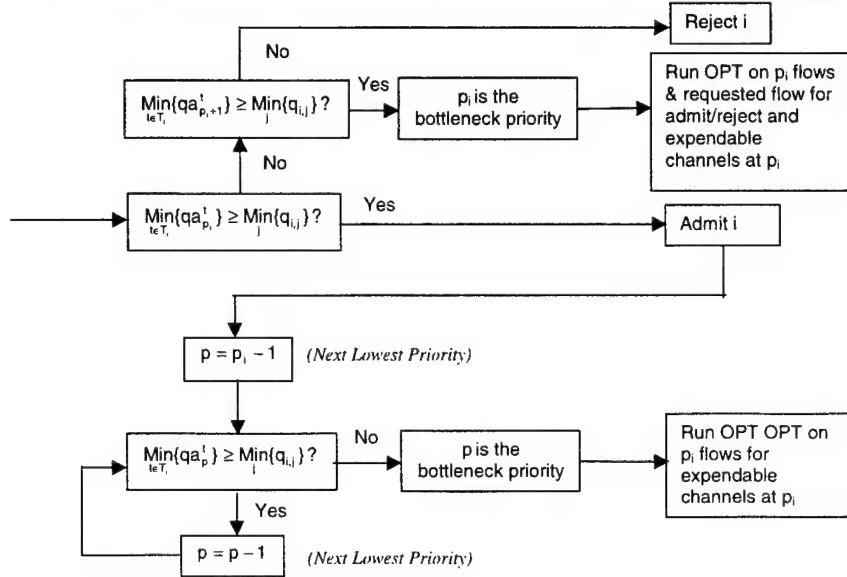 No
Reject i
Min{qa^t_{p_i+1}} ≥ Min{q_{i,j}} ?
t∈T_i j
Yes
p_i is the
bottleneck priority
Run OPT on p_i flows
& requested flow for
admit/reject and
expendable
channels at p_i
No
Min{qa^t_{p_i}} ≥ Min{q_{i,j}} ?
t∈T_i j
Yes
Admit i
p = p_i – 1
(Next Lowest Priority)
Min{qa^t_p} ≥ Min{q_{i,j}} ?
t∈T_i j
No
p is the
bottleneck priority
Run OPT OPT on
p_i flows for
expendable
channels at p_i
Yes
p = p – 1
(Next Lowest Priority)